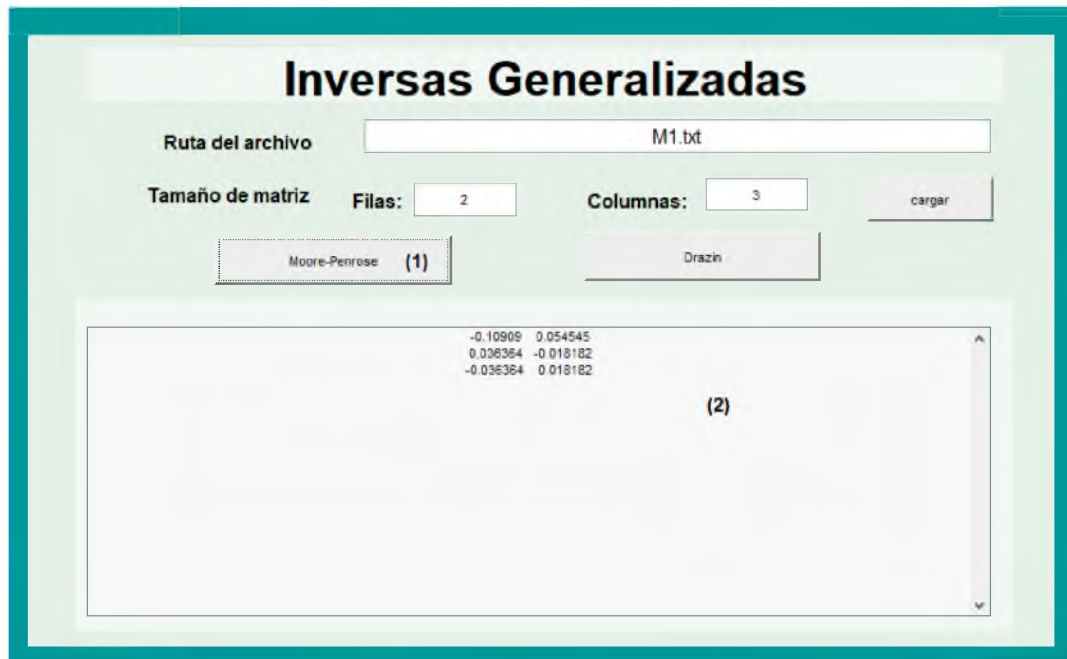 Inversas Generalizadas
Ruta del archivo M1.txt
Tamaño de matriz Filas: 2 Columnas: 3 cargar
Moore-Penrose (1) Drazin
-0.10909 0.054545
0.036364 -0.018182
-0.036364 0.018182
(2)